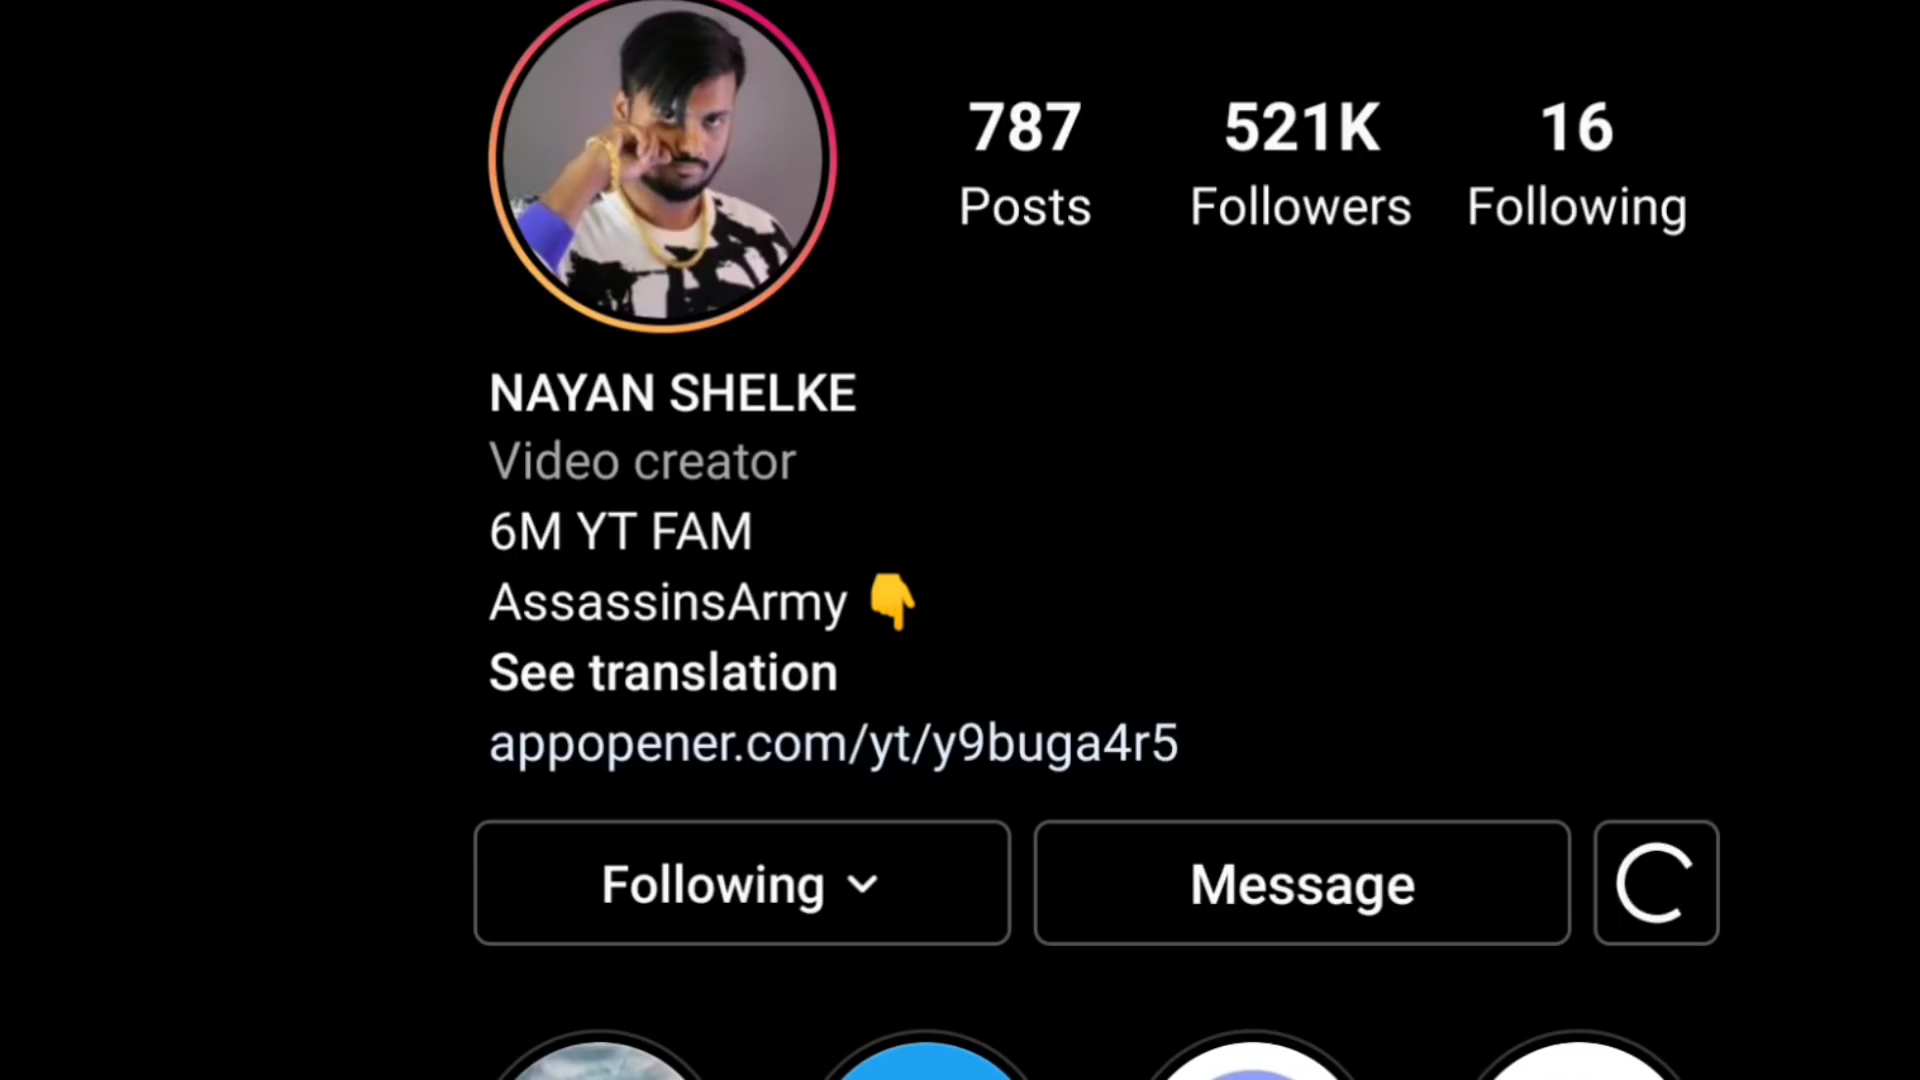 787 521K 16
Posts Followers Following
NAYAN SHELKE
Video creator
6M YT FAM
AssassinsArmy 👇
See translation
appopener.com/yt/y9buga4r5
Following Message